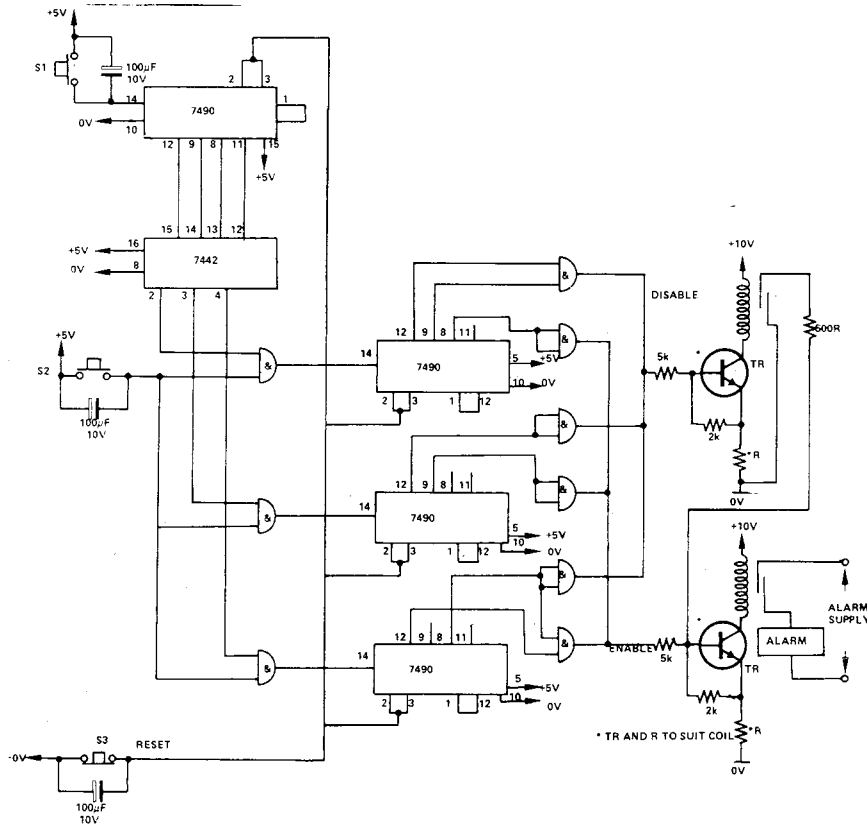 +5V
S1
100µF
10V
2
3
14
7490
1
0V
10
12
9
8
11
15
+5V
15
14
13
12
+5V
16
7442
0V
8
2
3
4
+5V
S2
100µF
10V
&
&
&
14
12
9
8
11
7490
5
+5V
10
0V
2
3
1
12
14
12
9
8
11
7490
5
+5V
10
0V
2
3
1
12
14
12
9
8
11
7490
5
+5V
10
0V
2
3
1
12
&
&
&
&
&
&
DISABLE
+10V
600R
5k
TR
2k
*R
0V
+10V
ENABLE
5k
TR
2k
*R
0V
ALARM
ALARM
SUPPLY
* TR AND R TO SUIT COIL
S3
RESET
-0V
100µF
10V